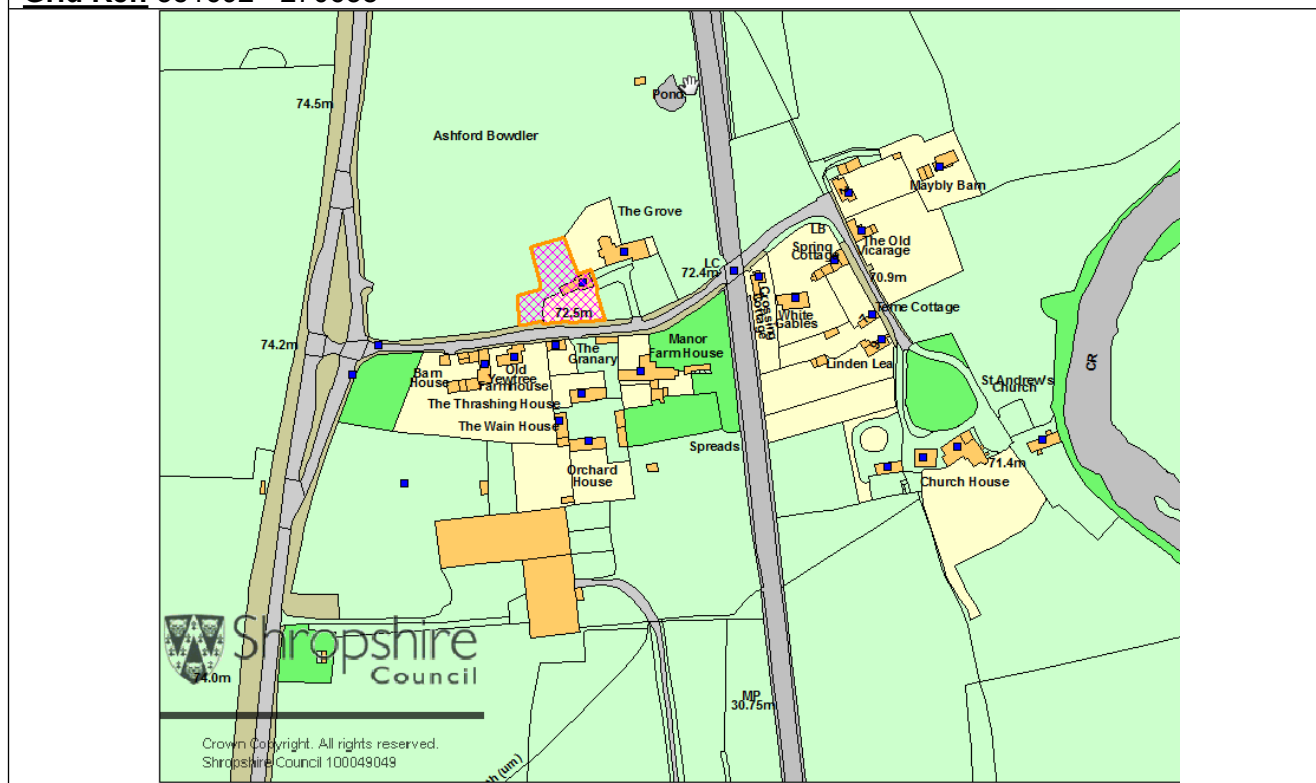 74.5m
Pond
Ashford Bowdler
Maybly Barn
The Grove
LB
Spring
Cottage
The Old
Vicarage
LC
72.4m
70.9m
Crossing
Cottage
White
Gables
Terne Cottage
72.5m
74.2m
Manor
Farm House
The
Granary
Barn
House
Old
Yewtree
Farmhouse
Linden Lea
CR
St Andrew's
Church
The Thrashing House
The Wain House
Spreads
Orchard
House
71.4m
Church House
Shropshire
Council
74.0m
MP
30.75m
Crown Copyright. All rights reserved.
Shropshire Council 100049049
(um)